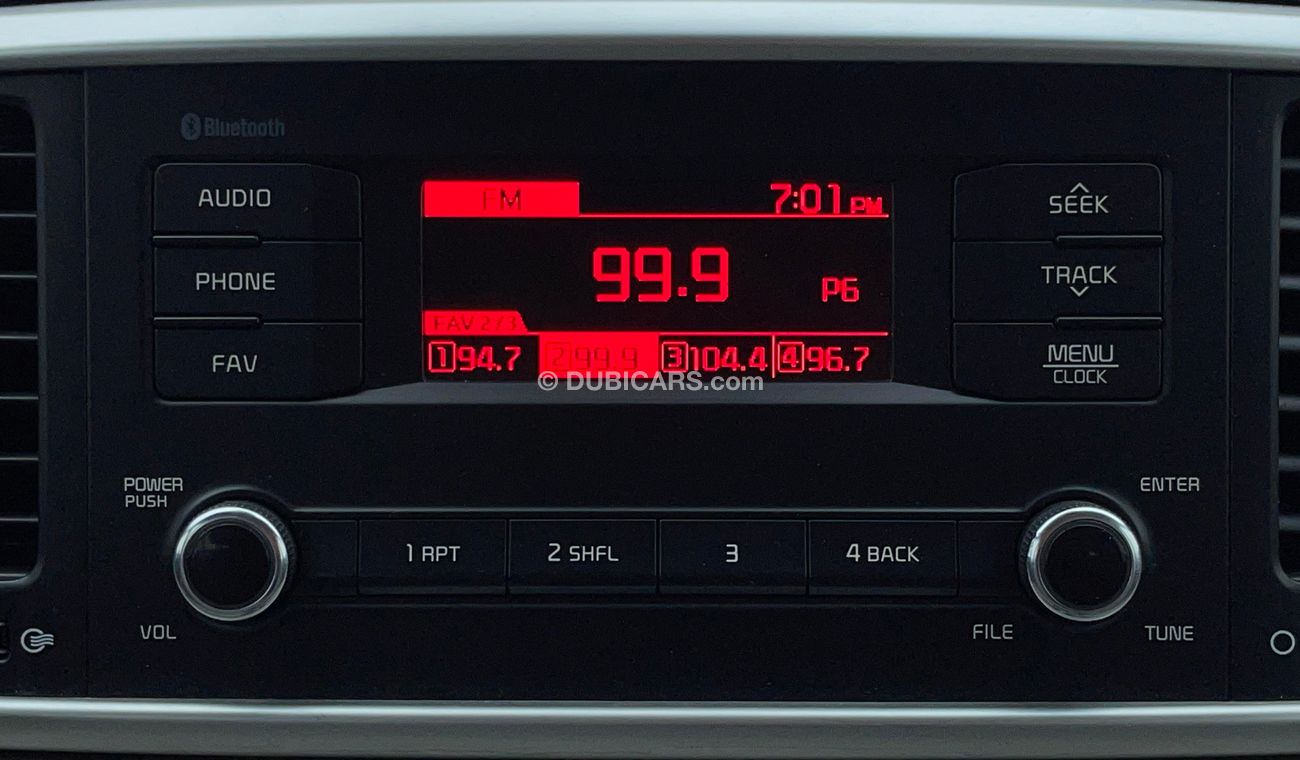 Bluetooth
AUDIO
PHONE
FAV
FM 7:01 PM
99.9 P6
FAV 2/3
1 94.7 2 99.9 3 104.4 4 96.7
© DUBICARS.com
SEEK
TRACK
MENU
CLOCK
POWER
PUSH
VOL
1 RPT 2 SHFL 3 4 BACK
ENTER
FILE
TUNE